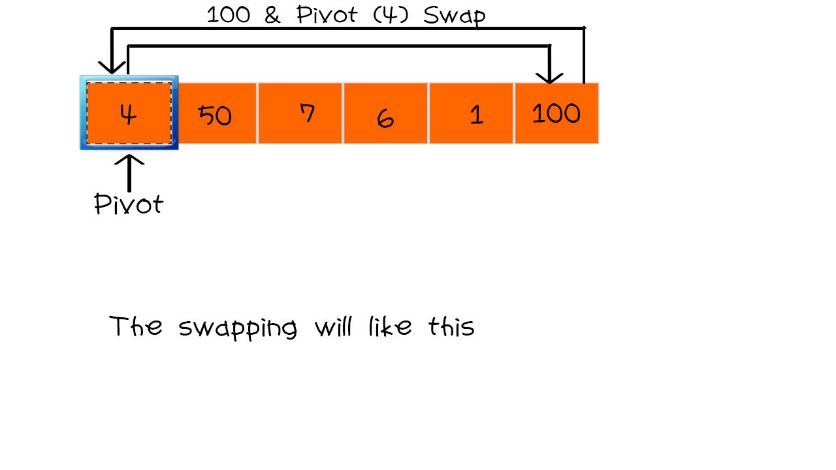 100 & Pivot (4) Swap
4 50 7 6 1 100
Pivot
The swapping will like this